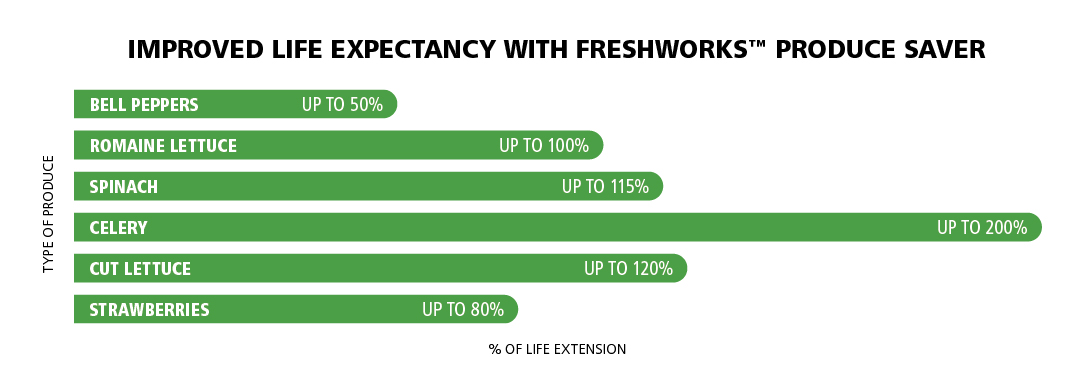 IMPROVED LIFE EXPECTANCY WITH FRESHWORKS™ PRODUCE SAVER
TYPE OF PRODUCE
BELL PEPPERS UP TO 50%
ROMAINE LETTUCE UP TO 100%
SPINACH UP TO 115%
CELERY UP TO 200%
CUT LETTUCE UP TO 120%
STRAWBERRIES UP TO 80%
% OF LIFE EXTENSION